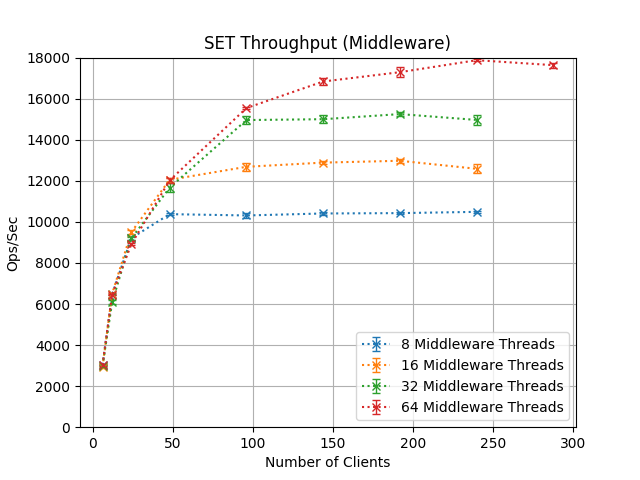 SET Throughput (Middleware)
18000
16000
14000
12000
10000
8000
6000
4000
2000
0
Ops/Sec
0 50 100 150 200 250 300
Number of Clients
8 Middleware Threads
16 Middleware Threads
32 Middleware Threads
64 Middleware Threads